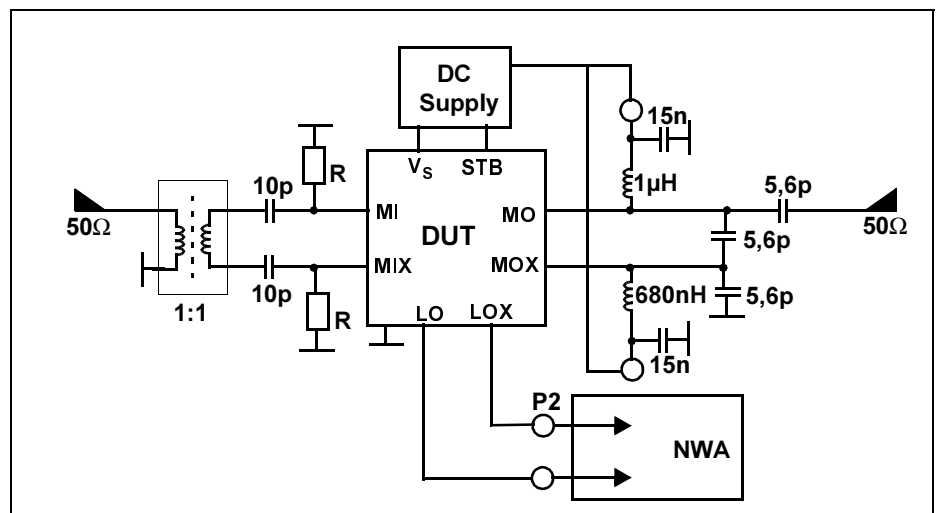 DC
Supply
15n
R
VS
STB
1µH
10p
5,6p
50Ω
MI
MO
50Ω
DUT
5,6p
MIX
MOX
10p
680nH
5,6p
1:1
R
LO
LOX
15n
P2
NWA